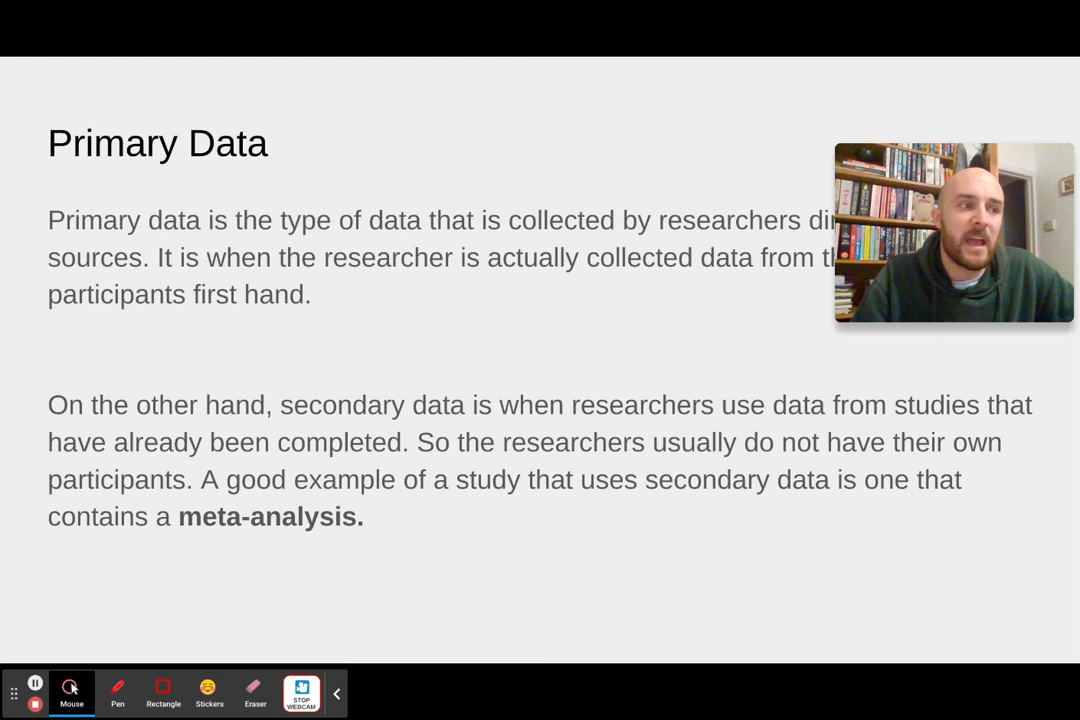 Primary Data
Primary data is the type of data that is collected by researchers
sources. It is when the researcher is actually collected data from
participants first hand.
On the other hand, secondary data is when researchers use data from studies that
have already been completed. So the researchers usually do not have their own
participants. A good example of a study that uses secondary data is one that
contains a meta-analysis.
Mouse
Pen
Rectangle
Stickers
Eraser
STOP
WEBCAM